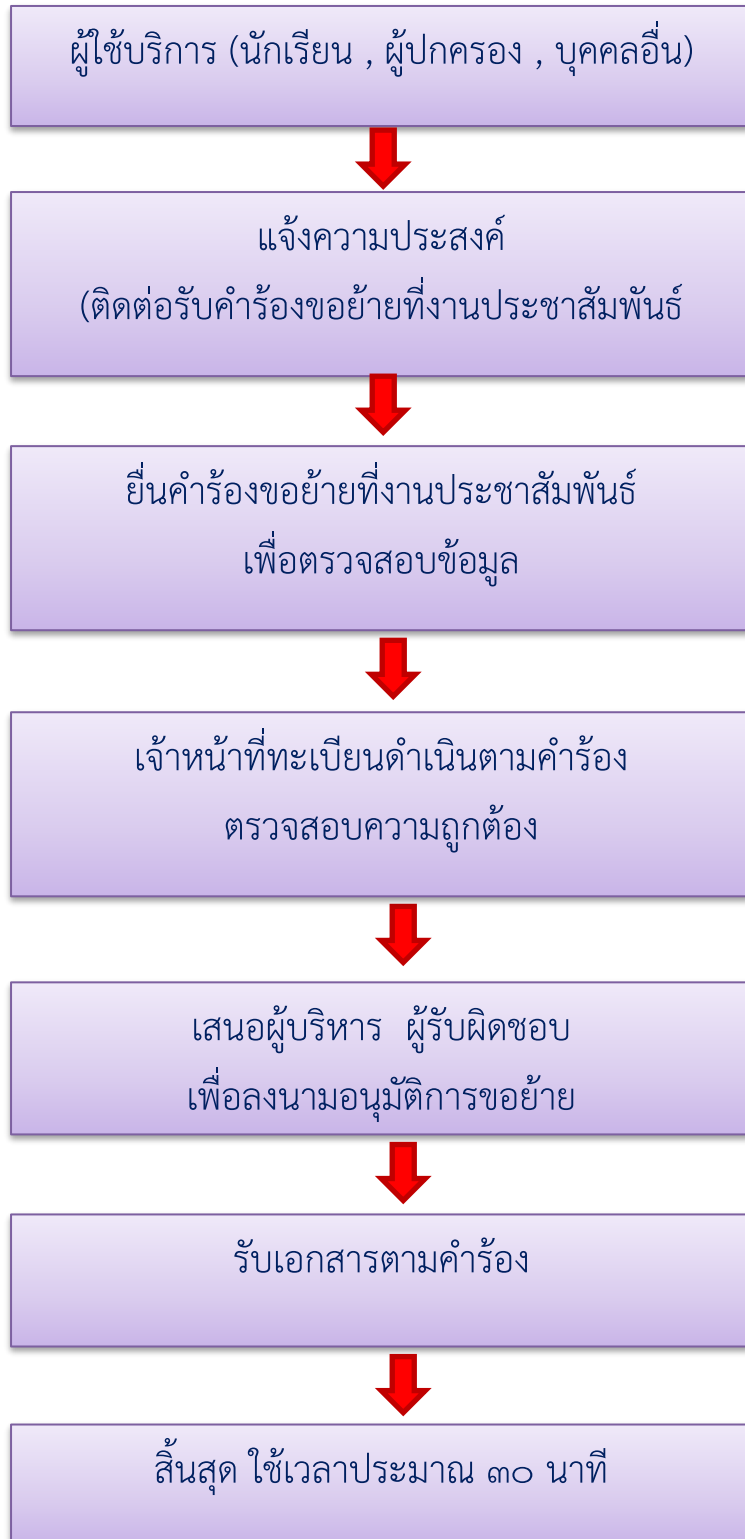 ผู้ใช้บริการ (นักเรียน , ผู้ปกครอง , บุคคลอื่น)
แจ้งความประสงค์
(ติดต่อรับคำร้องขอย้ายที่งานประชาสัมพันธ์
ยื่นคำร้องขอย้ายที่งานประชาสัมพันธ์
เพื่อตรวจสอบข้อมูล
เจ้าหน้าที่ทะเบียนดำเนินตามคำร้อง
ตรวจสอบความถูกต้อง
เสนอผู้บริหาร ผู้รับผิดชอบ
เพื่อลงนามอนุมัติการขอย้าย
รับเอกสารตามคำร้อง
สิ้นสุด ใช้เวลาประมาณ ๓๐ นาที